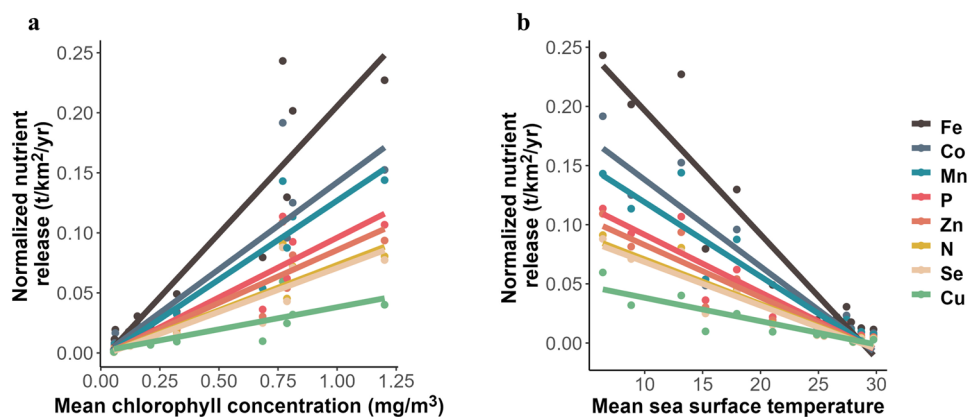 a
Normalized nutrient
release (t/km²/yr)
0.25
0.20
0.15
0.10
0.05
0.00
0.00 0.25 0.50 0.75 1.00 1.25
Mean chlorophyll concentration (mg/m³)
b
Normalized nutrient
release (t/km²/yr)
0.25
0.20
0.15
0.10
0.05
0.00
10 15 20 25 30
Mean sea surface temperature
Fe
Co
Mn
P
Zn
N
Se
Cu